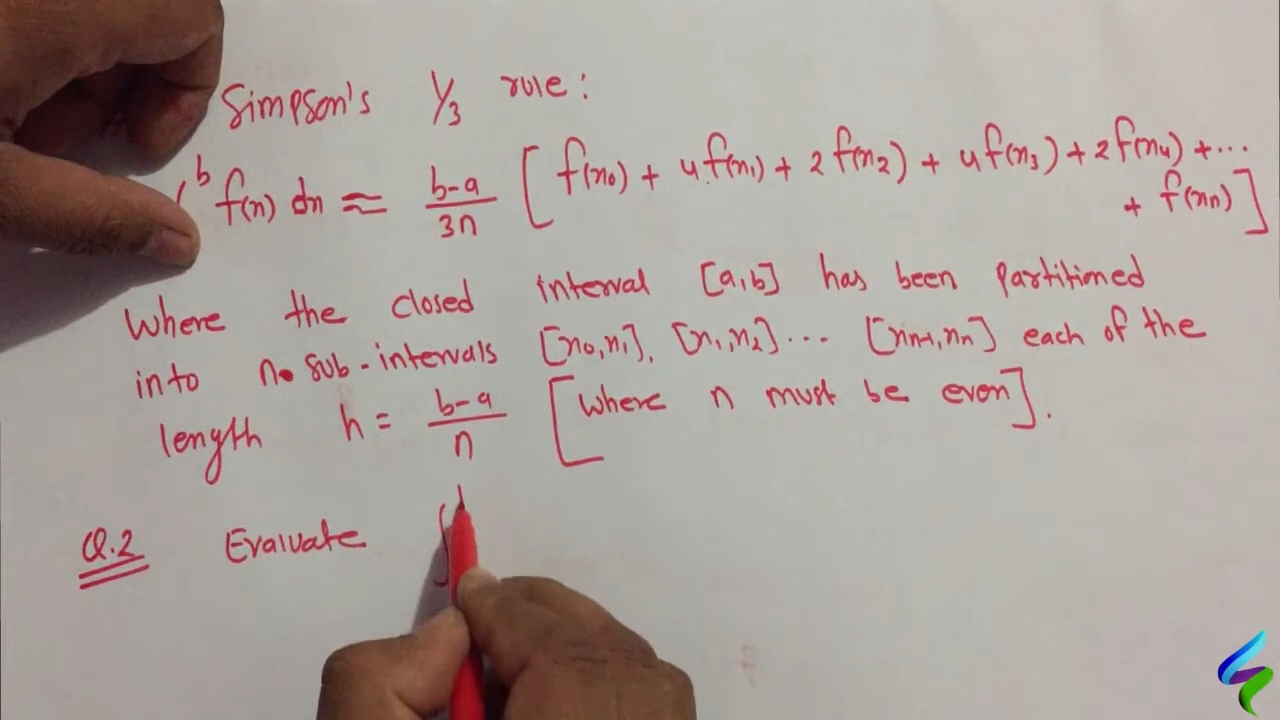 Simpson's 1/3 rule:
∫ᵇ f(x) dx ≈ (b-a)/3n [f(x₀) + 4f(x₁) + 2f(x₂) + 4f(x₃) + 2f(x₄) + ...
+ f(xₙ)]
Where the closed interval [a,b] has been partitioned
into n sub-intervals [x₀,x₁], [x₁,x₂]... [xₙ₋₁,xₙ] each of the
length h = (b-a)/n [where n must be even].
Q.2 Evaluate ∫